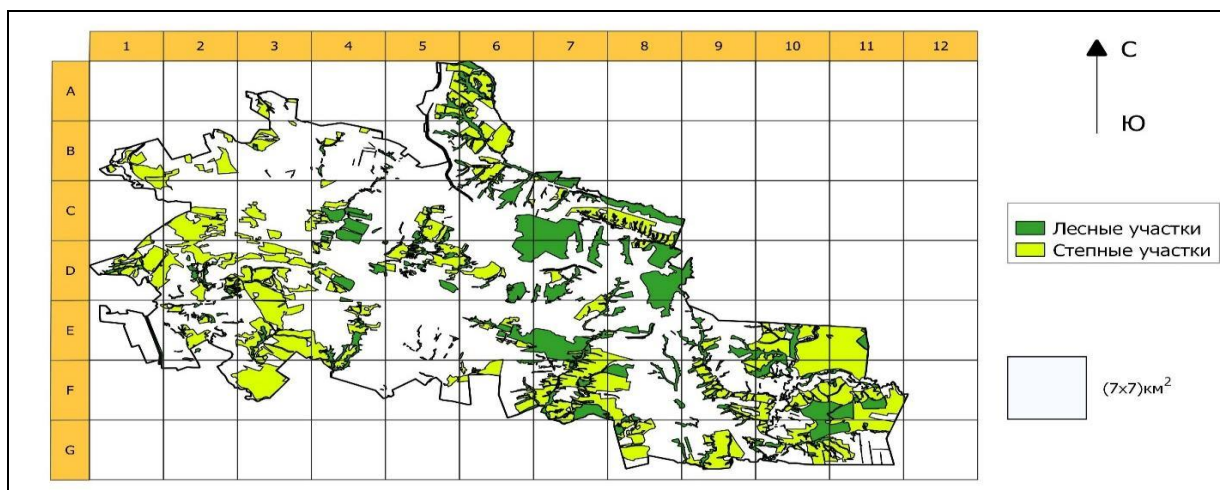 1 2 3 4 5 6 7 8 9 10 11 12
A
B
C
D
E
F
G
С
Ю
Лесные участки
Степные участки
(7x7)км²